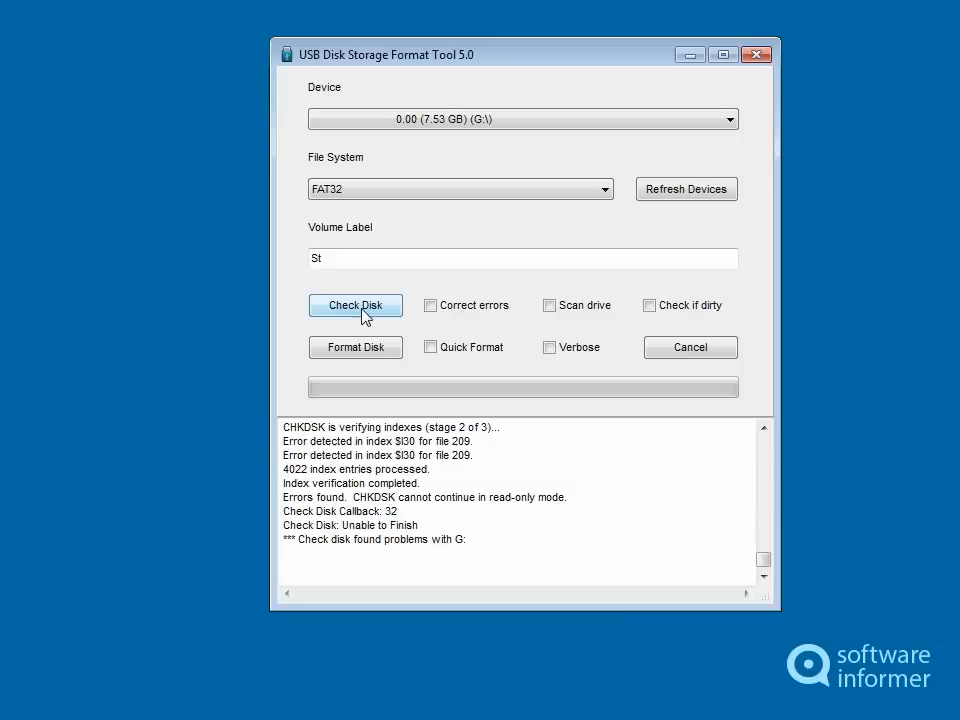 USB Disk Storage Format Tool 5.0
Device
0.00 (7.53 GB) (G:\)
File System
FAT32
Refresh Devices
Volume Label
St
Check Disk
Correct errors
Scan drive
Check if dirty
Format Disk
Quick Format
Verbose
Cancel
CHKDSK is verifying indexes (stage 2 of 3)...
Error detected in index $I30 for file 209.
Error detected in index $I30 for file 209.
4022 index entries processed.
Index verification completed.
Errors found.  CHKDSK cannot continue in read-only mode.
Check Disk Callback: 32
Check Disk: Unable to Finish
*** Check disk found problems with G:
software
informer